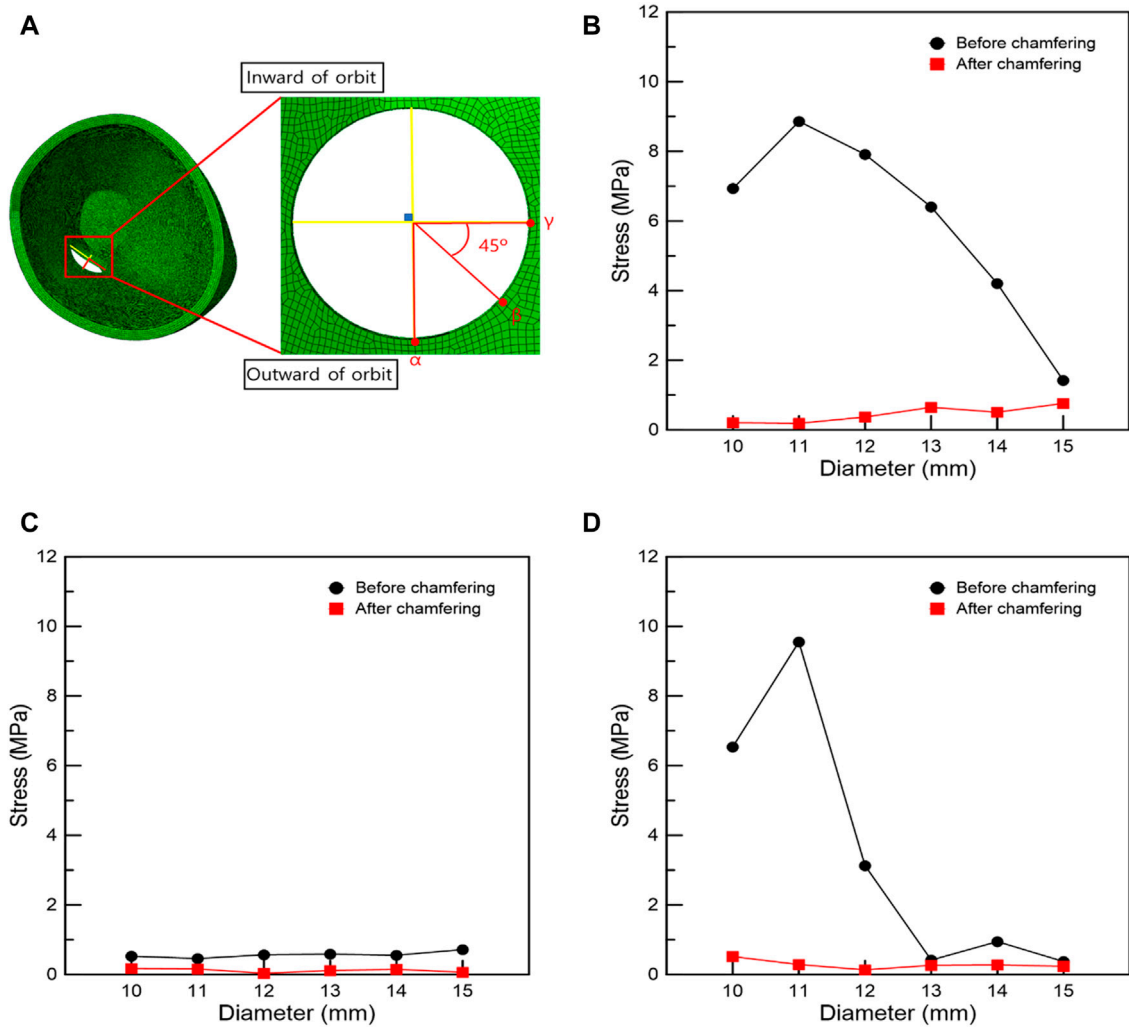 A
Inward of orbit
γ
45º
β
α
Outward of orbit
B
12
10
8
6
4
2
0
Stress (MPa)
Before chamfering
After chamfering
10 11 12 13 14 15
Diameter (mm)
C
12
10
8
6
4
2
0
Stress (MPa)
Before chamfering
After chamfering
10 11 12 13 14 15
Diameter (mm)
D
12
10
8
6
4
2
0
Stress (MPa)
Before chamfering
After chamfering
10 11 12 13 14 15
Diameter (mm)